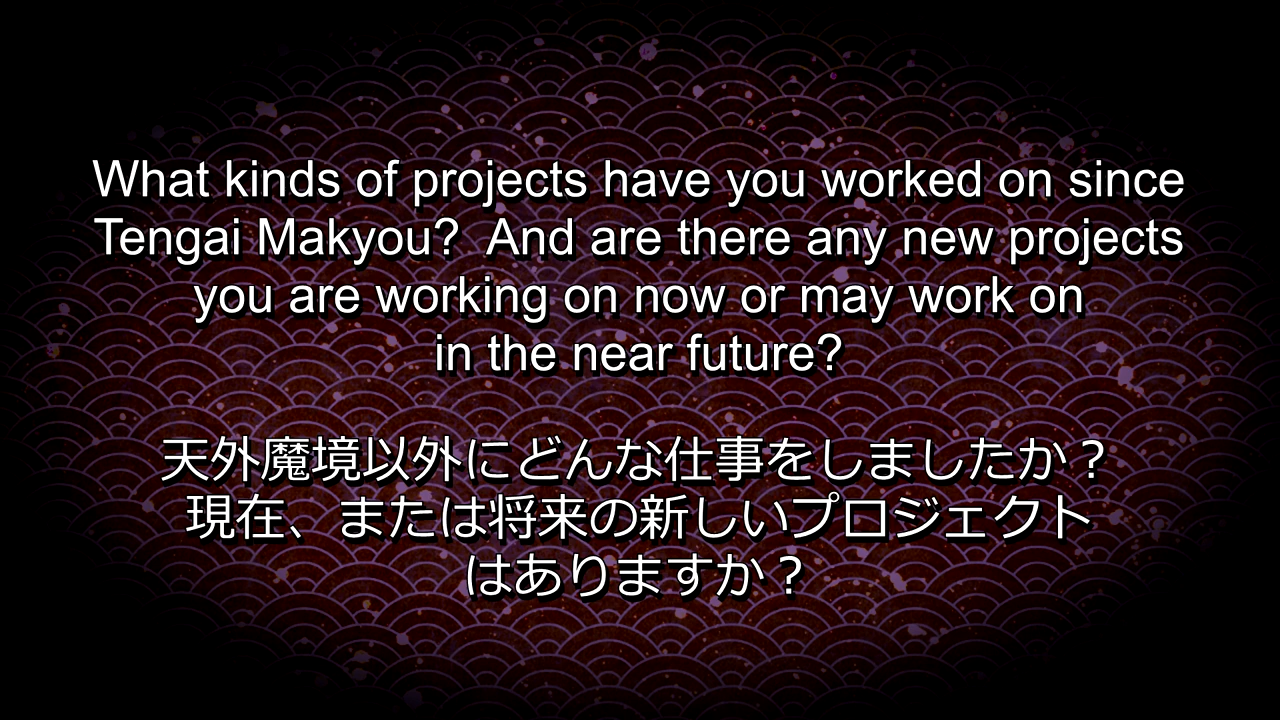 What kinds of projects have you worked on since
Tengai Makyou?  And are there any new projects
you are working on now or may work on
in the near future?
天外魔境以外にどんな仕事をしましたか？
現在、または将来の新しいプロジェクト
はありますか？